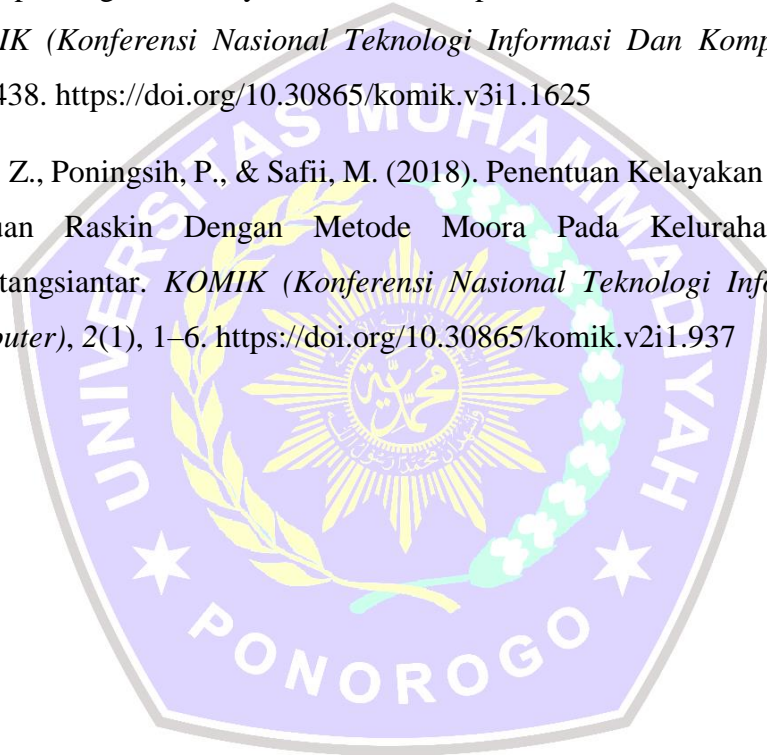 IK (Konferensi Nasional Teknologi Informasi Dan Komp
438. https://doi.org/10.30865/komik.v3i1.1625
Z., Poningsih, P., & Safii, M. (2018). Penentuan Kelayakan
uan Raskin Dengan Metode Moora Pada Keluraha
tangsiantar. KOMIK (Konferensi Nasional Teknologi Info
puter), 2(1), 1–6. https://doi.org/10.30865/komik.v2i1.937
UNIVERSITAS MUHAMMADIYAH
PONOROGO